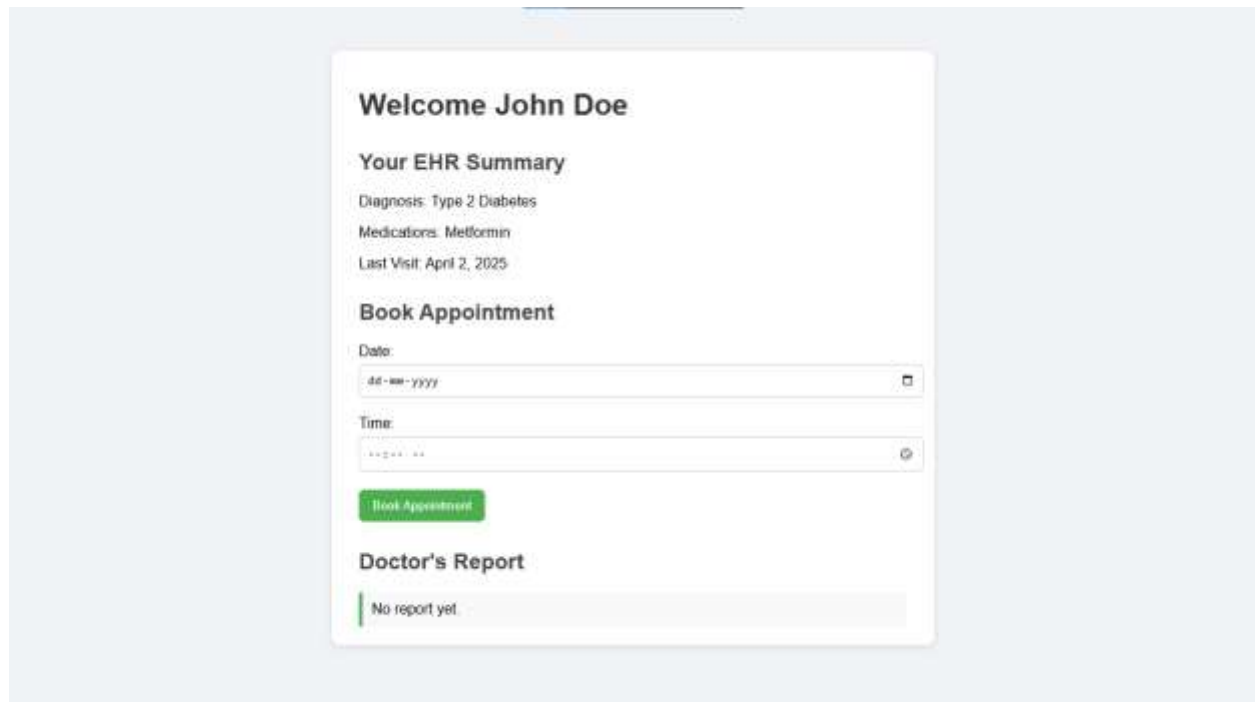 Welcome John Doe
Your EHR Summary
Diagnosis: Type 2 Diabetes
Medications: Metformin
Last Visit: April 2, 2025
Book Appointment
Date:
dd-mm-yyyy
Time:
--:-- --
Book Appointment
Doctor's Report
No report yet.